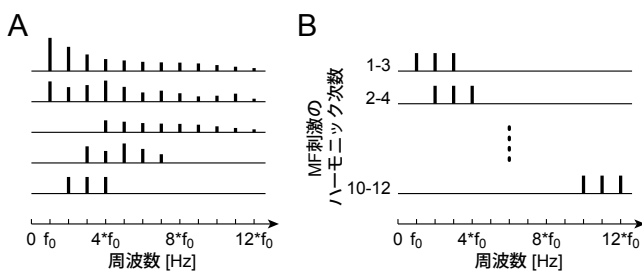 A
0 f₀ 4*f₀ 8*f₀ 12*f₀
周波数 [Hz]
B
MF刺激の
ハーモニック次数
1-3
2-4
10-12
0 f₀ 4*f₀ 8*f₀ 12*f₀
周波数 [Hz]